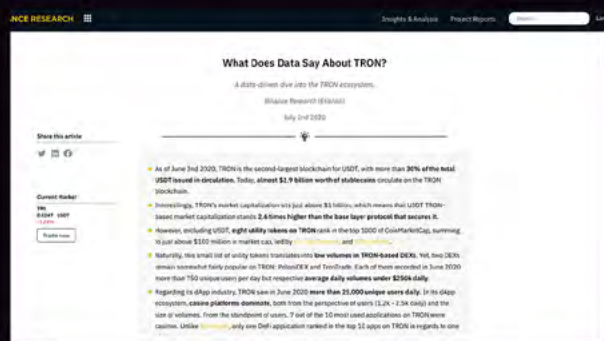 NCE RESEARCH
Insights & Analysis Project Reports Search
What Does Data Say About TRON?
A data-driven dive into the TRON ecosystem.
Binance Research (Etienne)
July 2nd 2020
Share this article
Current Market
TRX
USDT
Trade now
As of June 2nd 2020, TRON is the second-largest blockchain for USDT, with more than 30% of the total
USDT issued in circulation. Today, almost $1.9 billion worth of stablecoins circulate on the TRON
blockchain.
Interestingly, TRON's market capitalization sits just above $1 billion, which means that USDT TRON-
based market capitalization stands 2.6 times higher than the base layer protocol that secures it.
However, excluding USDT, eight utility tokens on TRON rank in the top 1000 of CoinMarketCap, summing
to just above $100 million in market cap, led by and
Naturally, this small list of utility tokens translates into low volumes in TRON-based DEXs. Yet, two DEXs
remain somewhat fairly popular on TRON: PoloniDEX and TronTrade. Each of them recorded in June 2020
more than 750 unique users per day but respective average daily volumes under $250k daily.
Regarding its dApp industry, TRON saw in June 2020 more than 25,000 unique users daily. In its dApp
ecosystem, casino platforms dominate, both from the perspective of users (1.2k - 2.5k daily) and the
size of volumes. From the standpoint of users, 7 out of the 10 most used applications on TRON were
casinos. Unlike only one DeFi application ranked in the top 10 apps on TRON in regards to one